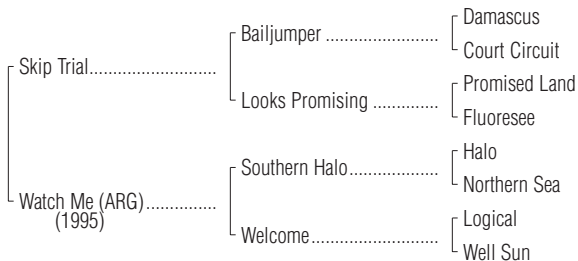 Damascus
Bailjumper
Court Circuit
Skip Trial
Promised Land
Looks Promising
Fluoresee
Halo
Southern Halo
Northern Sea
Watch Me (ARG)
(1995)
Logical
Welcome
Well Sun